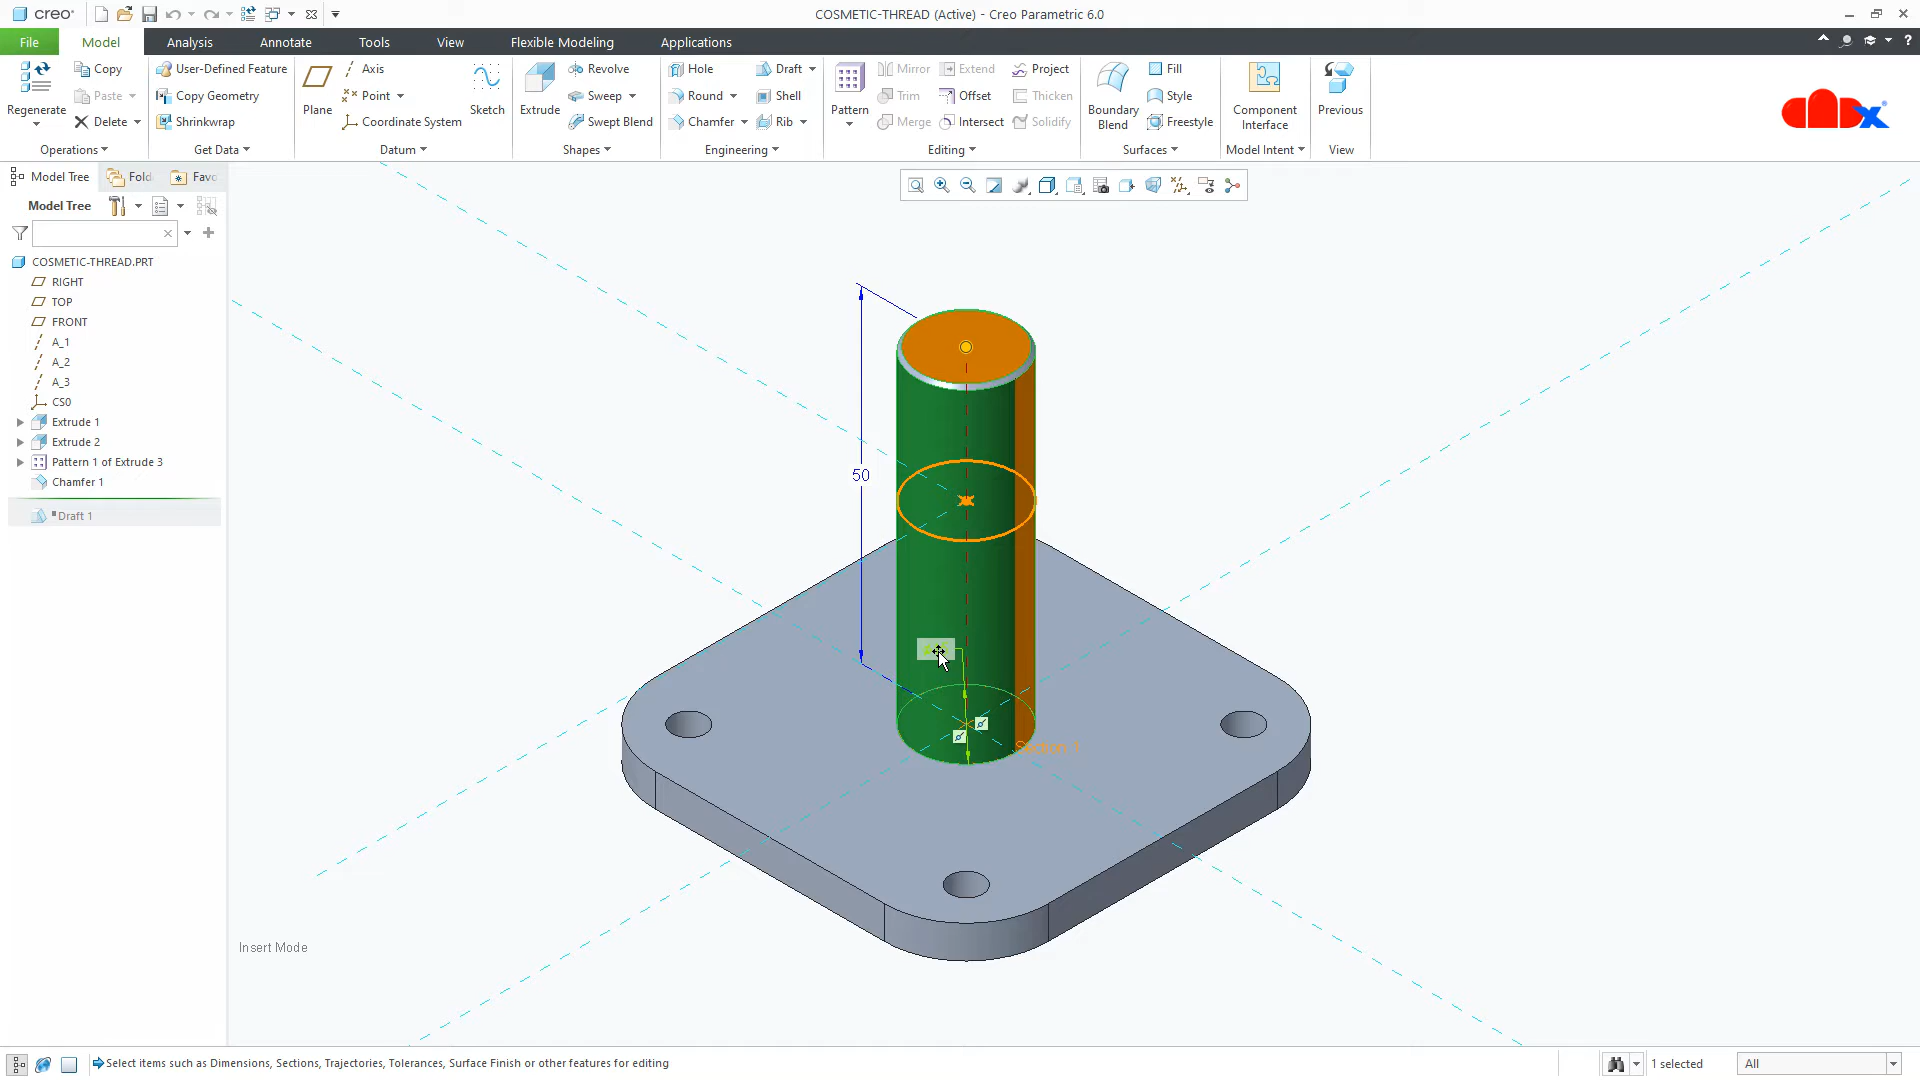 creo
COSMETIC-THREAD (Active) - Creo Parametric 6.0
File Model Analysis Annotate Tools View Flexible Modeling Applications
Regenerate
Copy
Paste
Delete
Operations
User-Defined Feature
Copy Geometry
Shrinkwrap
Get Data
Plane
Axis
Point
Coordinate System
Sketch
Datum
Extrude
Revolve
Sweep
Swept Blend
Shapes
Hole
Round
Chamfer
Draft
Shell
Rib
Engineering
Pattern
Mirror
Trim
Merge
Extend
Offset
Intersect
Project
Thicken
Solidify
Editing
Boundary
Blend
Fill
Style
Freestyle
Surfaces
Component
Interface
Model Intent
Previous
View
Model Tree Fold Favo
Model Tree
COSMETIC-THREAD.PRT
RIGHT
TOP
FRONT
A_1
A_2
A_3
CS0
Extrude 1
Extrude 2
Pattern 1 of Extrude 3
Chamfer 1
Draft 1
50
Section 1
Insert Mode
Select items such as Dimensions, Sections, Trajectories, Tolerances, Surface Finish or other features for editing
1 selected
All